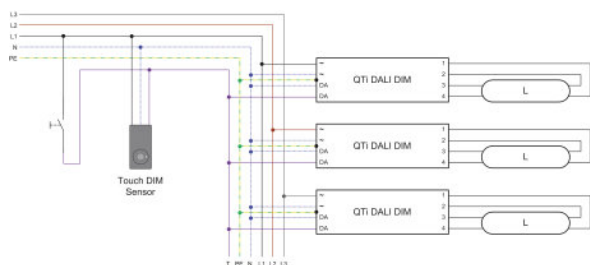 L3
L2
L1
N
PE
~ QTi DALI DIM 1
~ 2
DA 3 L
DA 4
~ QTi DALI DIM 1
~ 2
DA 3 L
DA 4
Touch DIM
Sensor
~ QTi DALI DIM 1
~ 2
DA 3 L
DA 4
T PE N L1 L2 L3